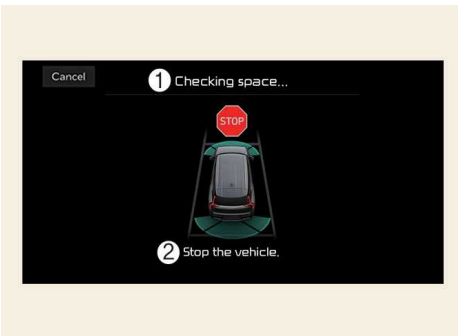 Cancel
1 Checking space...
STOP
2 Stop the vehicle.